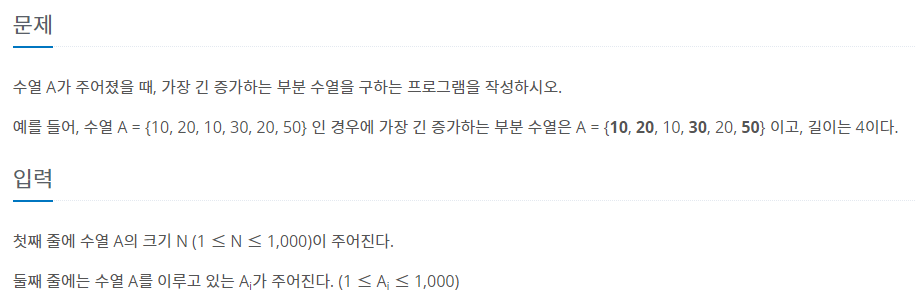 문제
수열 A가 주어졌을 때, 가장 긴 증가하는 부분 수열을 구하는 프로그램을 작성하시오.
예를 들어, 수열 A = {10, 20, 10, 30, 20, 50} 인 경우에 가장 긴 증가하는 부분 수열은 A = {10, 20, 10, 30, 20, 50} 이고, 길이는 4이다.
입력
첫째 줄에 수열 A의 크기 N (1 ≤ N ≤ 1,000)이 주어진다.
둘째 줄에는 수열 A를 이루고 있는 Aᵢ가 주어진다. (1 ≤ Aᵢ ≤ 1,000)